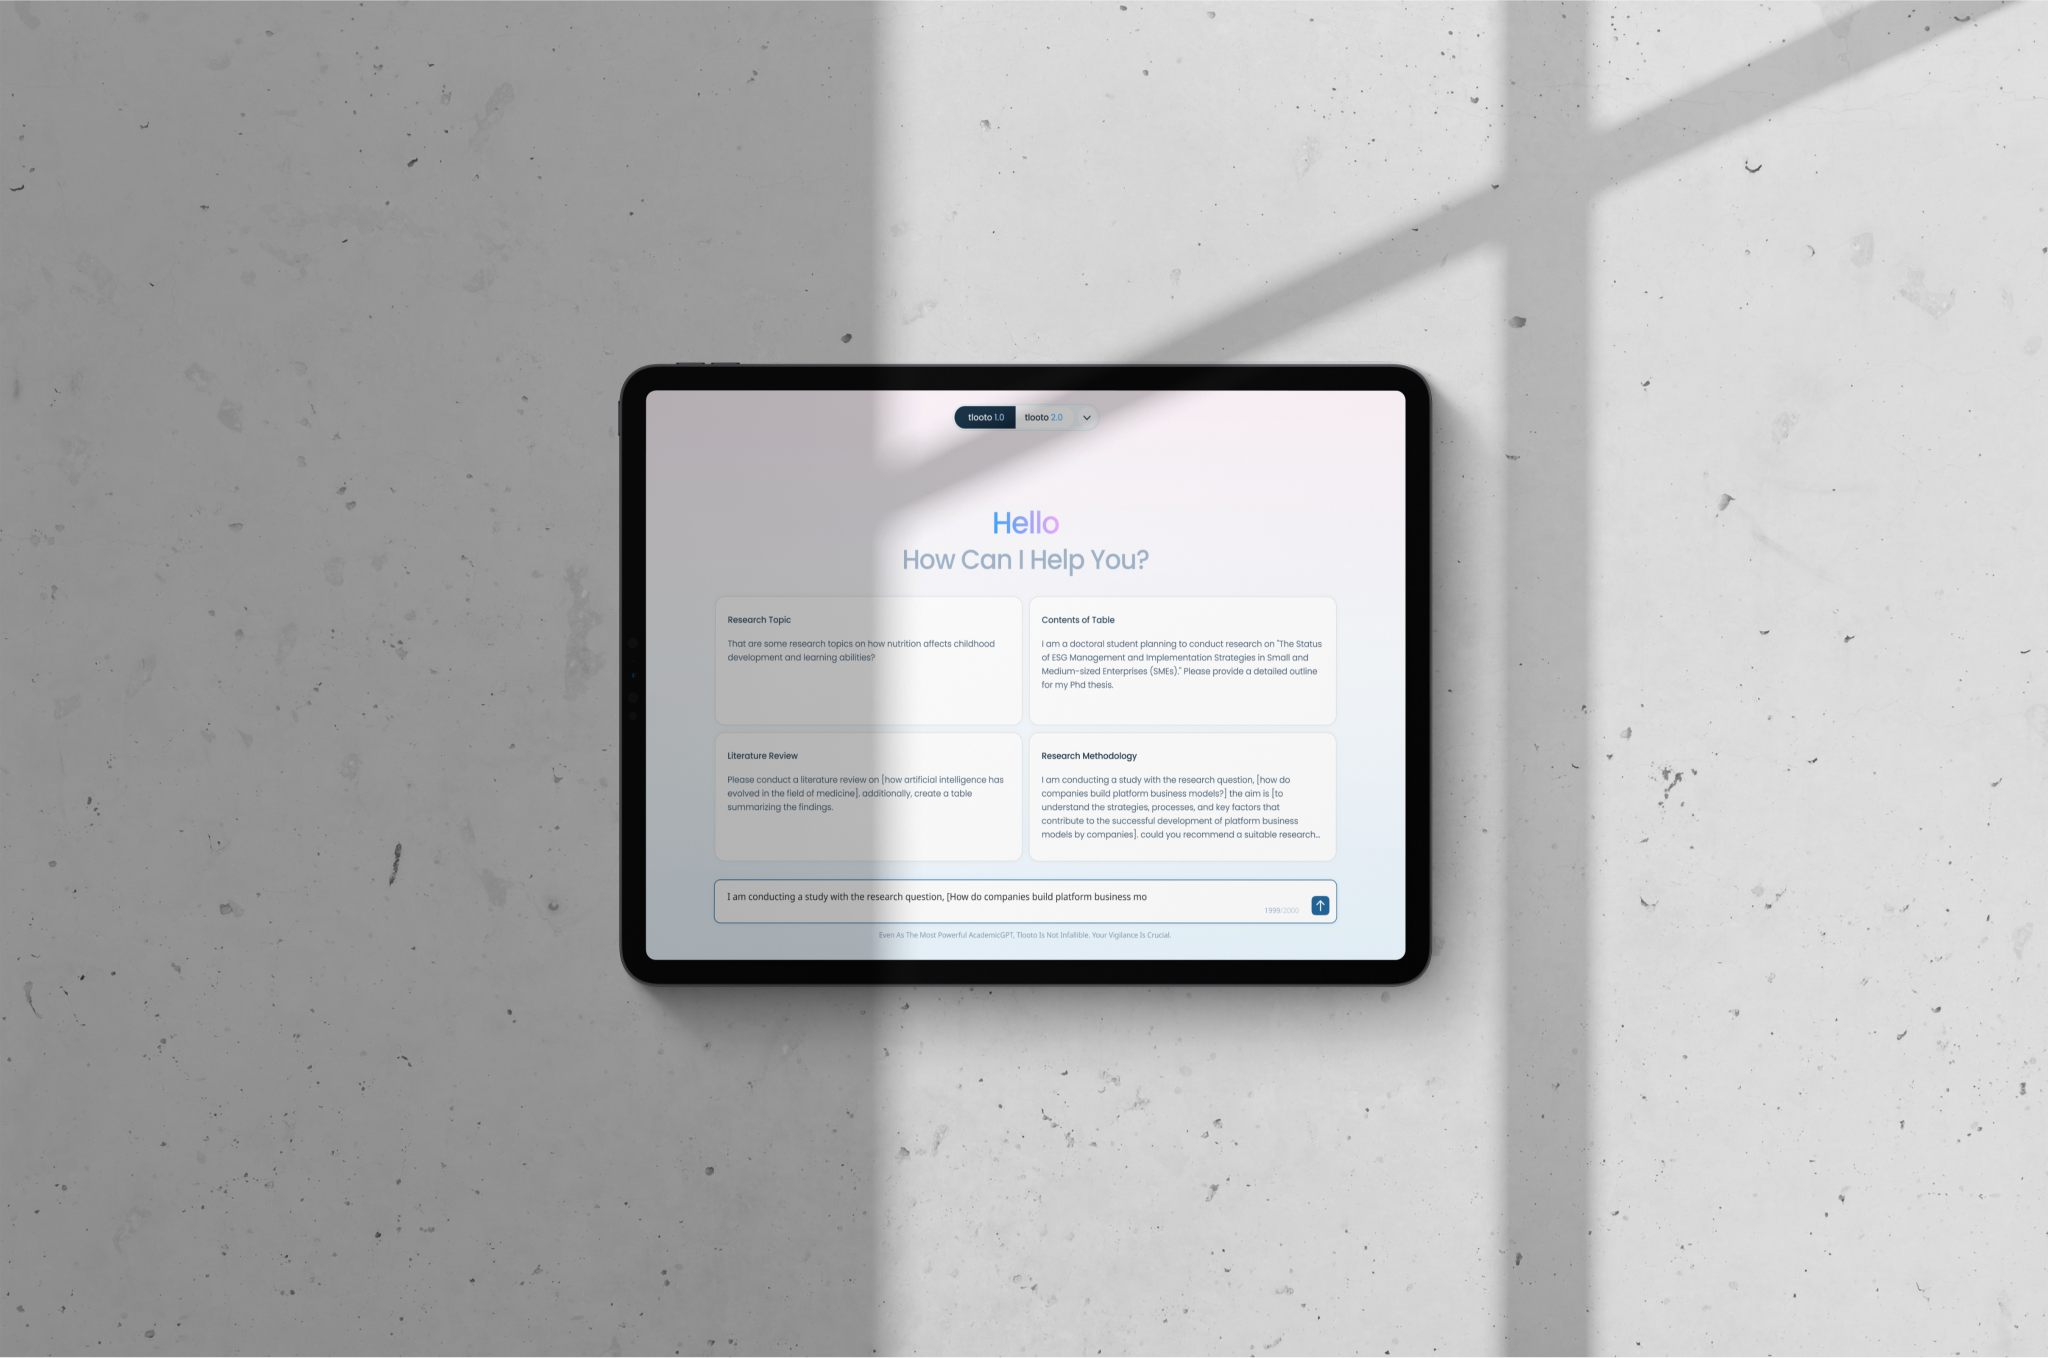 tlooto 1.0 tlooto 2.0
Hello
How Can I Help You?
Research Topic
That are some research topics on how nutrition affects childhood
development and learning abilities?
Contents of Table
I am a doctoral student planning to conduct research on "The Status
of ESG Management and Implementation Strategies in Small and
Medium-sized Enterprises (SMEs)." Please provide a detailed outline
for my Phd thesis.
Literature Review
Please conduct a literature review on [how artificial intelligence has
evolved in the field of medicine]. additionally, create a table
summarizing the findings.
Research Methodology
I am conducting a study with the research question, [how do
companies build platform business models?] the aim is [to
understand the strategies, processes, and key factors that
contribute to the successful development of platform business
models by companies]. could you recommend a suitable research...
I am conducting a study with the research question, [How do companies build platform business mo
1999/2000
Even As The Most Powerful AcademicGPT, Tlooto Is Not Infallible. Your Vigilance Is Crucial.